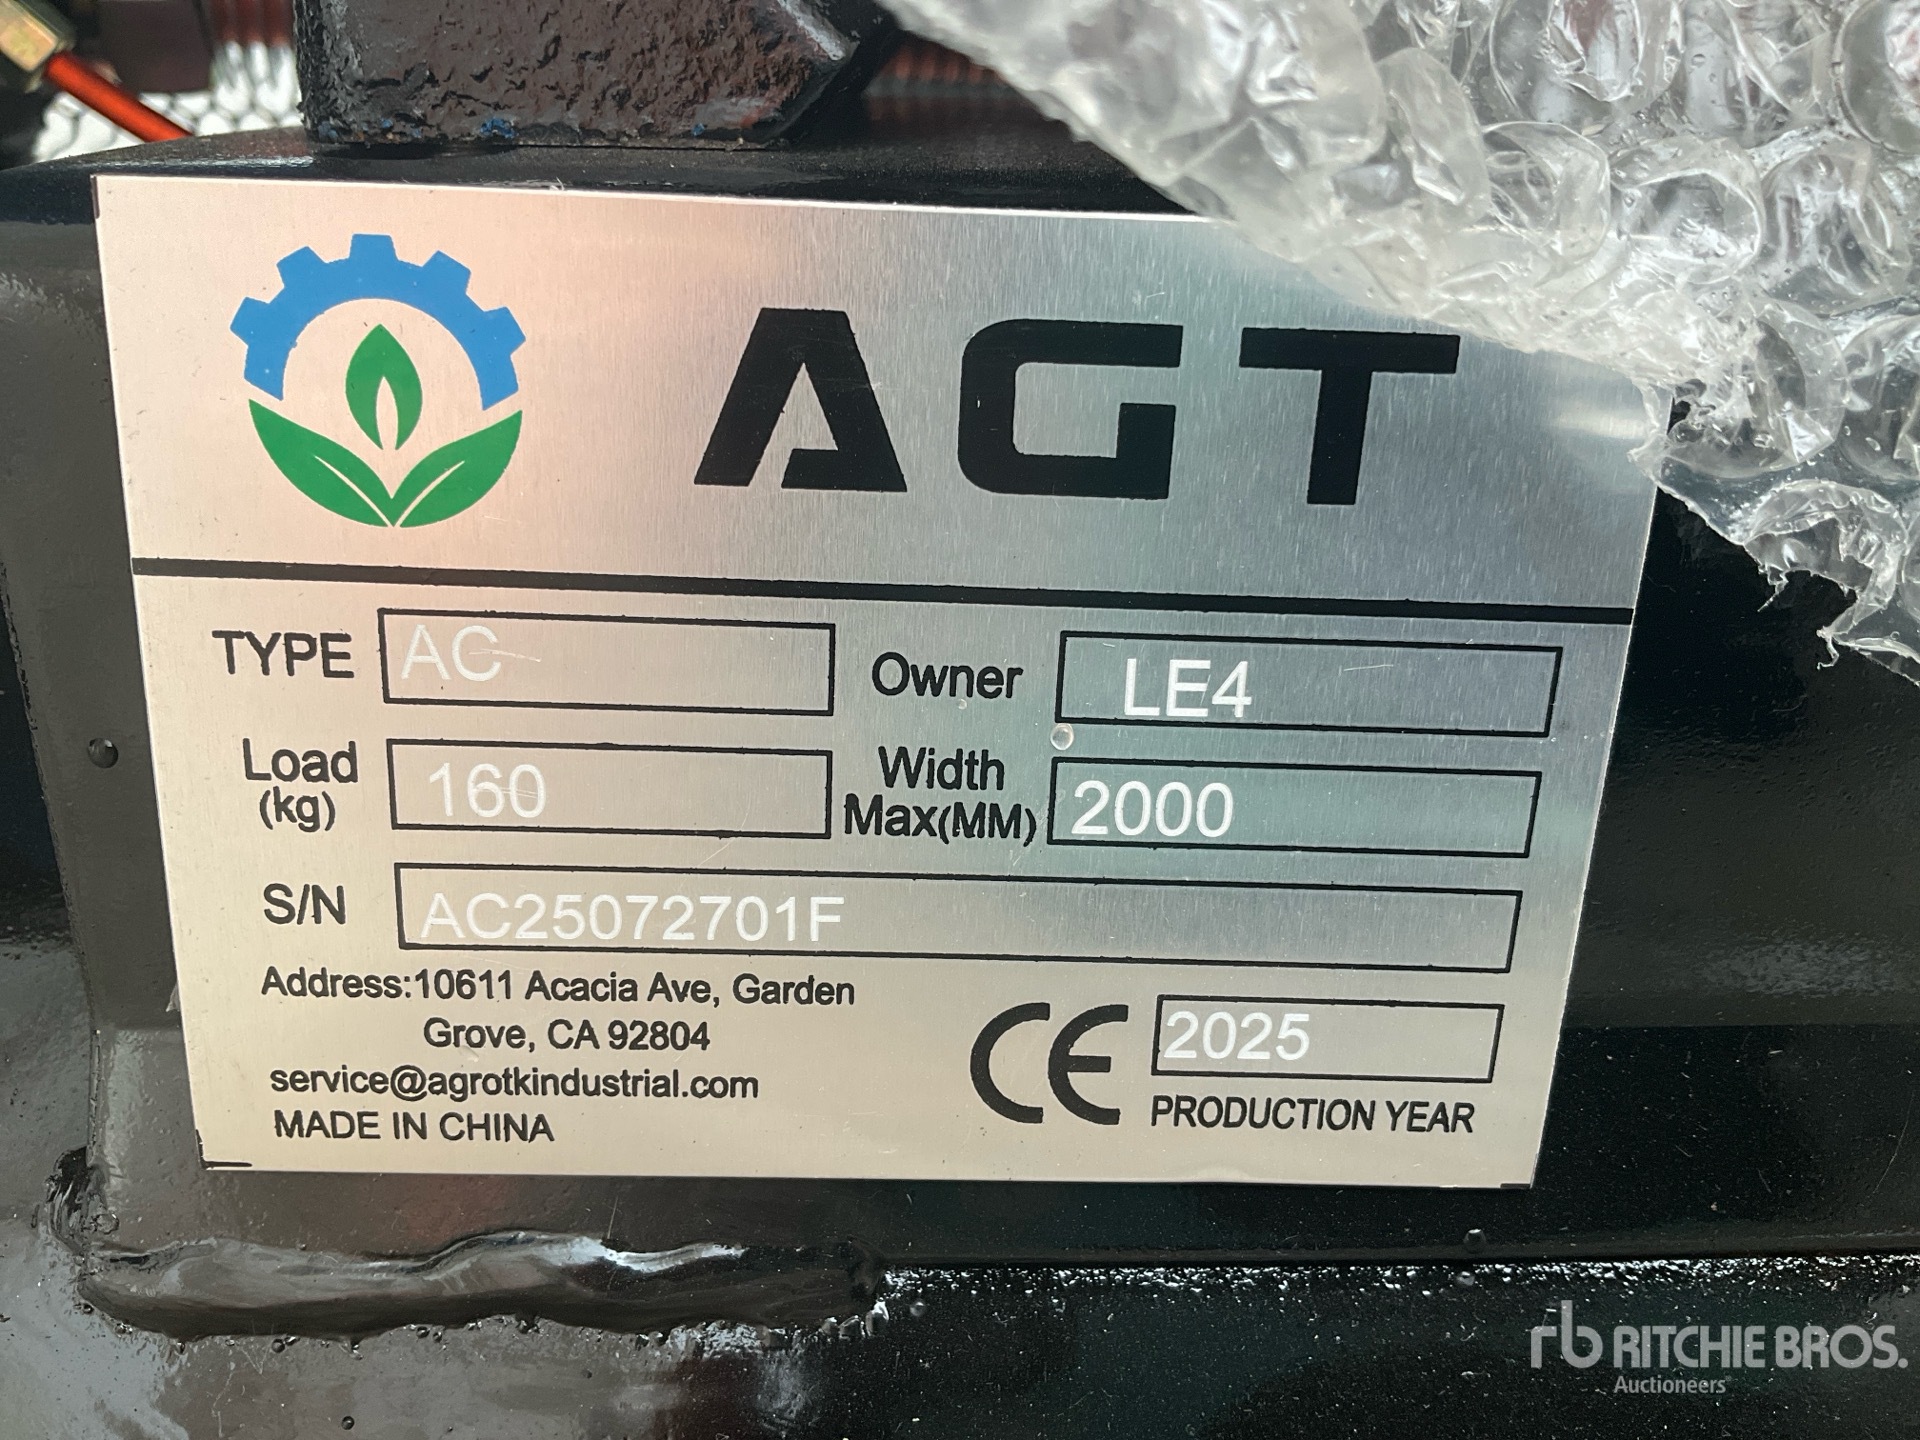 AGT
TYPE AC Owner LE4
Load (kg) 160 Width Max(MM) 2000
S/N AC25072701F
Address:10611 Acacia Ave, Garden
Grove, CA 92804
service@agrotkindustrial.com
MADE IN CHINA
CE 2025
PRODUCTION YEAR
rb RITCHIE BROS.
Auctioneers